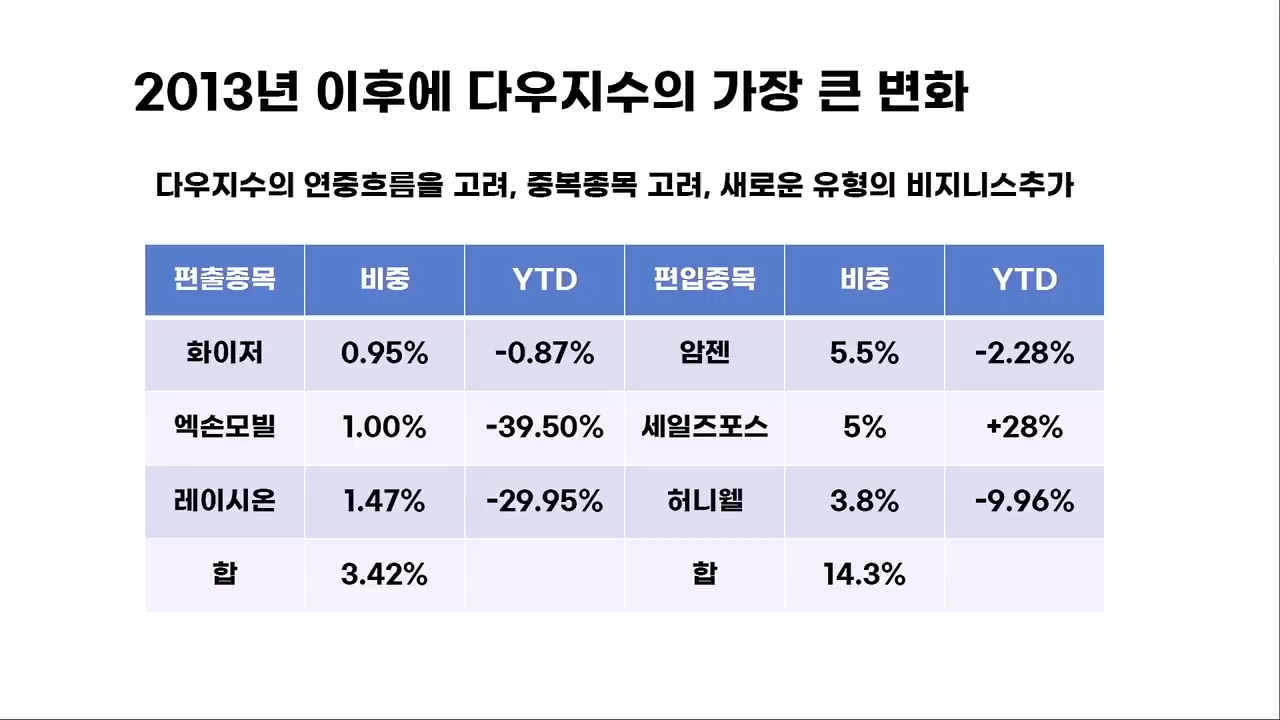 2013년 이후에 다우지수의 가장 큰 변화
다우지수의 연중흐름을 고려, 중복종목 고려, 새로운 유형의 비지니스추가
편출종목 비중 YTD 편입종목 비중 YTD
화이저 0.95% -0.87% 암젠 5.5% -2.28%
엑손모빌 1.00% -39.50% 세일즈포스 5% +28%
레이시온 1.47% -29.95% 허니웰 3.8% -9.96%
합 3.42% 합 14.3%